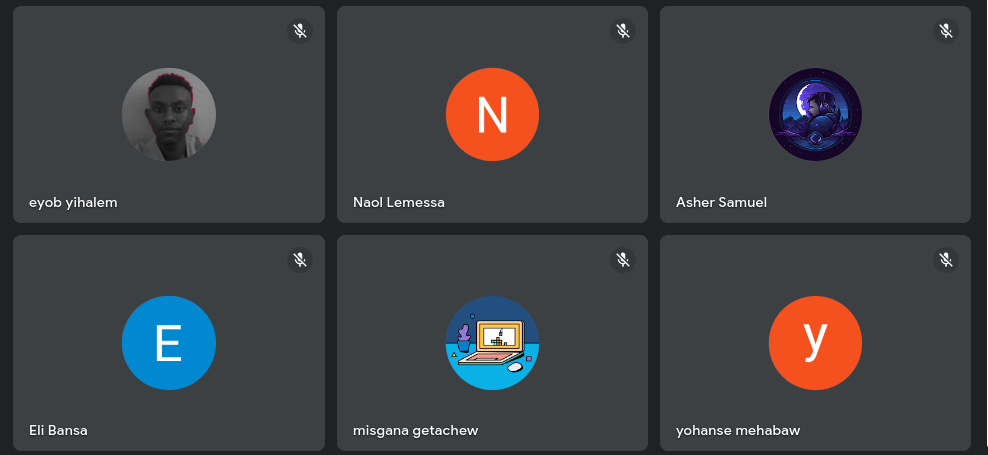 N
eyob yihalem
Naol Lemessa
Asher Samuel
E
y
Eli Bansa
misgana getachew
yohanse mehabaw